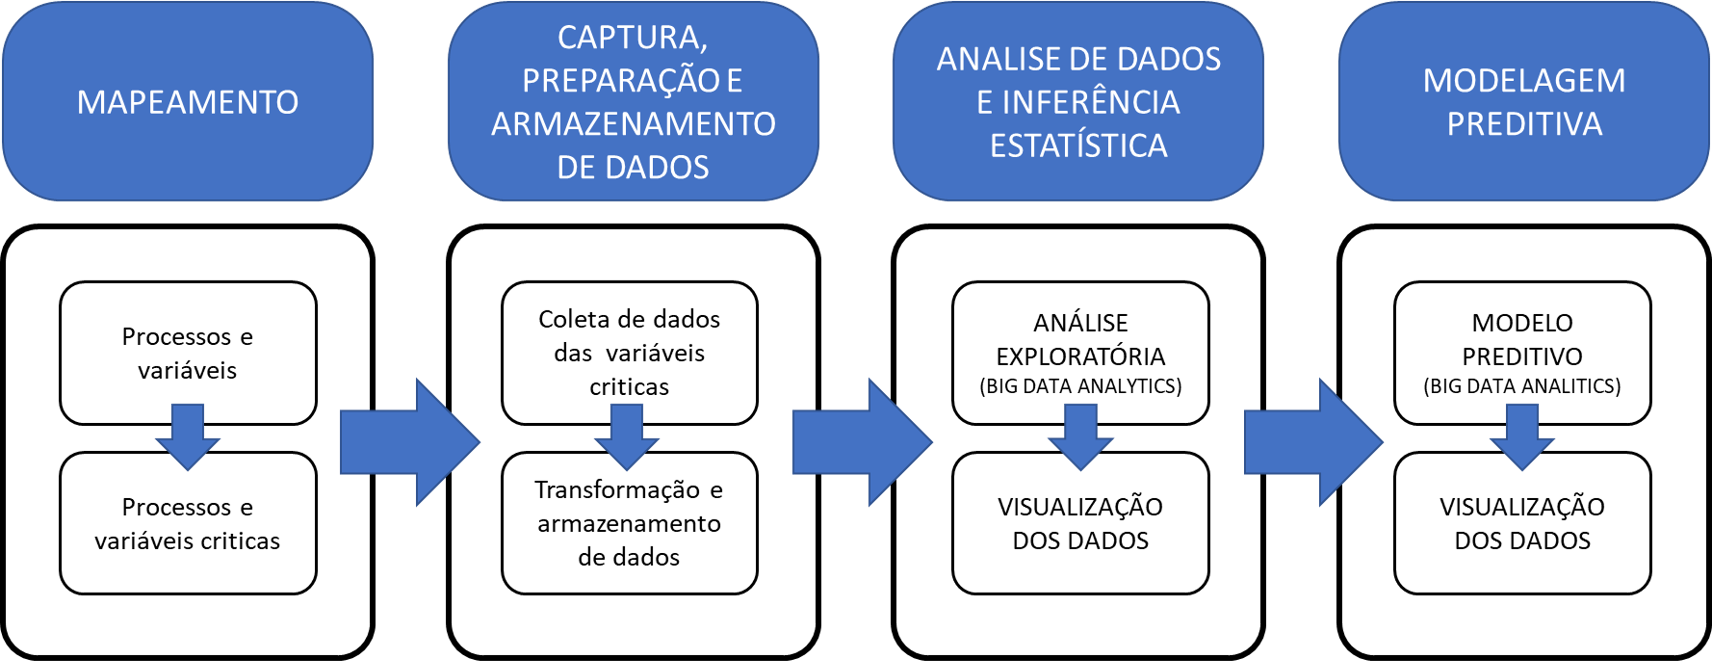 MAPEAMENTO
CAPTURA,
PREPARAÇÃO E
ARMAZENAMENTO
DE DADOS
ANALISE DE DADOS
E INFERÊNCIA
ESTATÍSTICA
MODELAGEM
PREDITIVA
Processos e
variáveis
Processos e
variáveis criticas
Coleta de dados
das variáveis
criticas
Transformação e
armazenamento
de dados
ANÁLISE
EXPLORATÓRIA
(BIG DATA ANALYTICS)
VISUALIZAÇÃO
DOS DADOS
MODELO
PREDITIVO
(BIG DATA ANALITICS)
VISUALIZAÇÃO
DOS DADOS